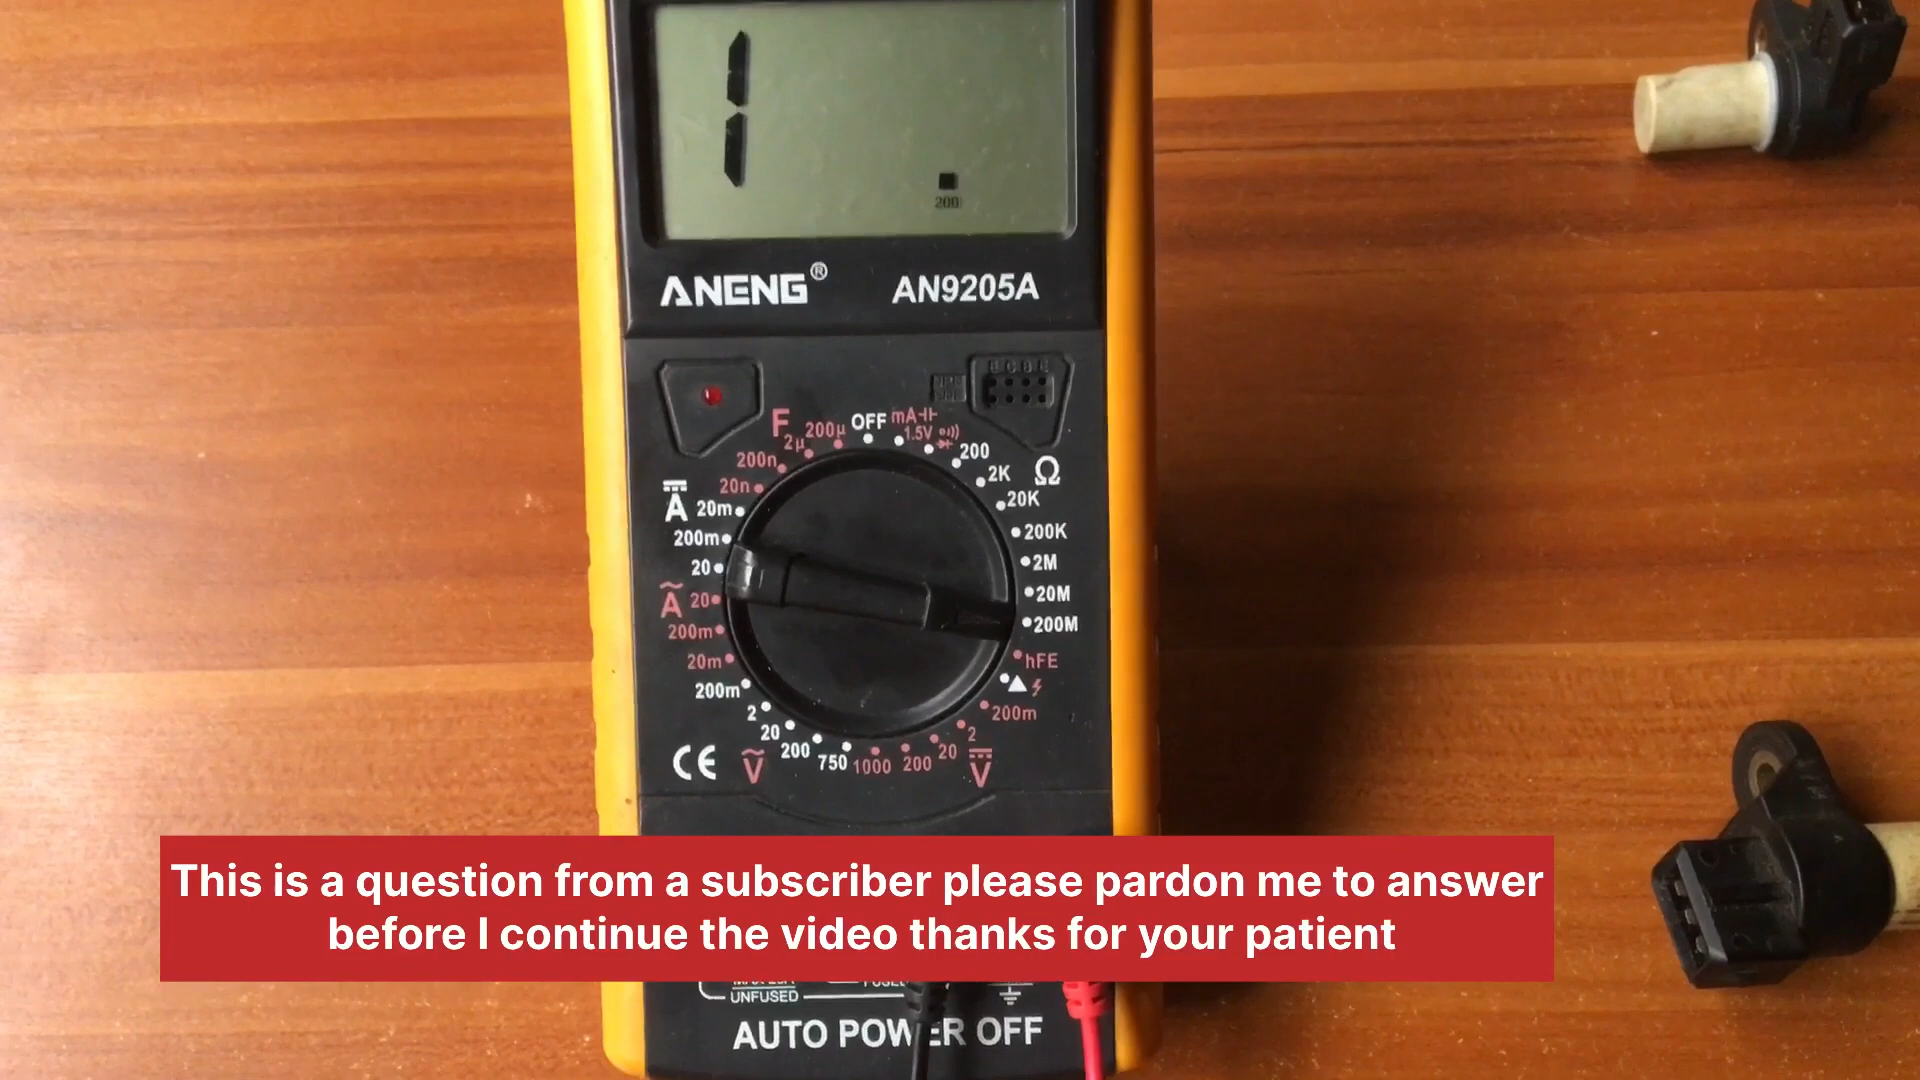 1
200
ANENG® AN9205A
F 2µ 200µ OFF mA
1.5V
200n
200
20n
2K Ω
A 20m
20K
200m
200K
20
2M
A 20
20M
200m
200M
20m
hFE
200m
200m
2
2
20
20
200
750 1000 200
V
V
CE
This is a question from a subscriber please pardon me to answer
before I continue the video thanks for your patient
UNFUSED
AUTO POWER OFF